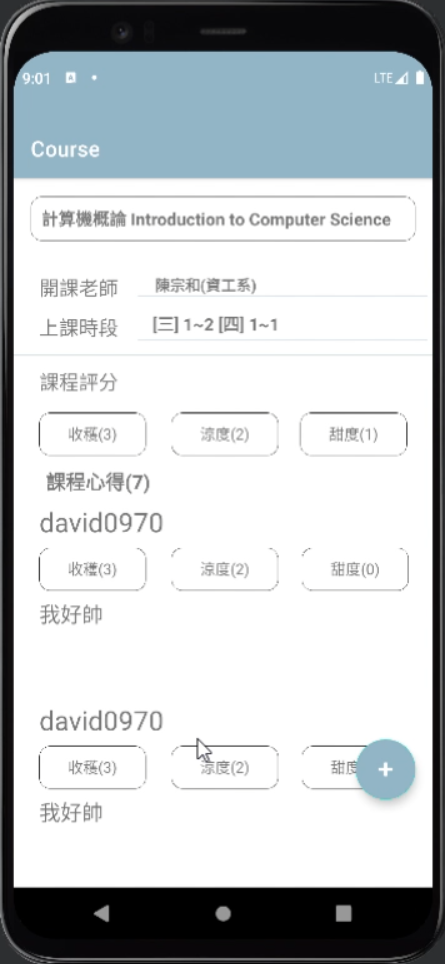 9:01
LTE
Course
計算機概論 Introduction to Computer Science
開課老師 陳宗和(資工系)
上課時段 [三] 1~2 [四] 1~1
課程評分
收穫(3) 涼度(2) 甜度(1)
課程心得(7)
david0970
收穫(3) 涼度(2) 甜度(0)
我好帥
david0970
收穫(3) 涼度(2) 甜度
我好帥